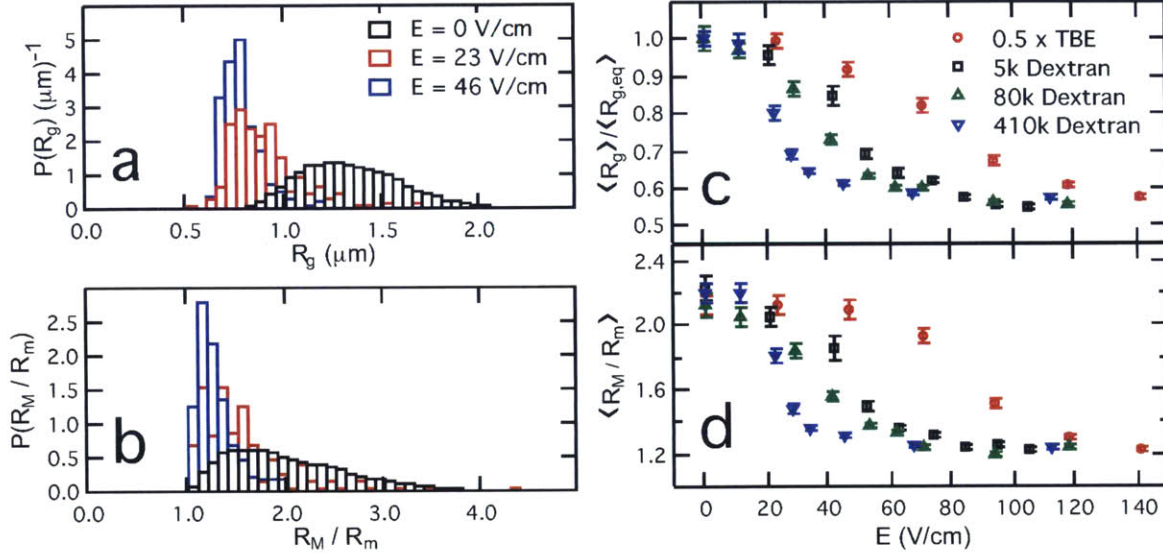 P(Rg) (μm)⁻¹
5
4
3
2
1
0
E = 0 V/cm
E = 23 V/cm
E = 46 V/cm
a
0.0 0.5 1.0 1.5 2.0
Rg (μm)
P(RM / Rm)
2.5
2.0
1.5
1.0
0.5
0.0
b
0.0 1.0 2.0 3.0 4.0
RM / Rm
⟨Rg⟩/⟨Rg,eq⟩
1.0
0.9
0.8
0.7
0.6
0.5
0.5 x TBE
5k Dextran
80k Dextran
410k Dextran
c
⟨RM / Rm⟩
2.4
2.0
1.6
1.2
d
0 20 40 60 80 100 120 140
E (V/cm)